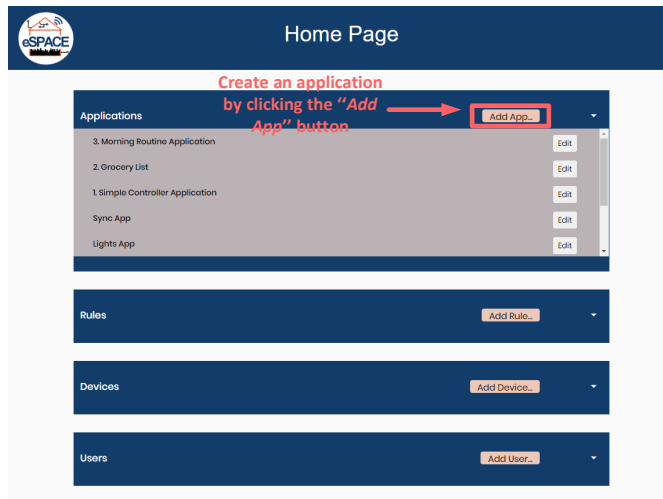 eSPACE
Home Page
Create an application
by clicking the “Add
App” button
Applications
Add App...
3. Morning Routine Application
Edit
2. Grocery List
Edit
1. Simple Controller Application
Edit
Sync App
Edit
Lights App
Edit
Rules
Add Rule...
Devices
Add Device...
Users
Add User...